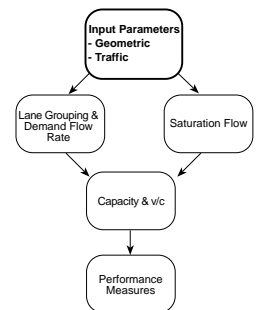 Input Parameters
- Geometric
- Traffic
Lane Grouping &
Demand Flow
Rate
Saturation Flow
Capacity & v/c
Performance
Measures